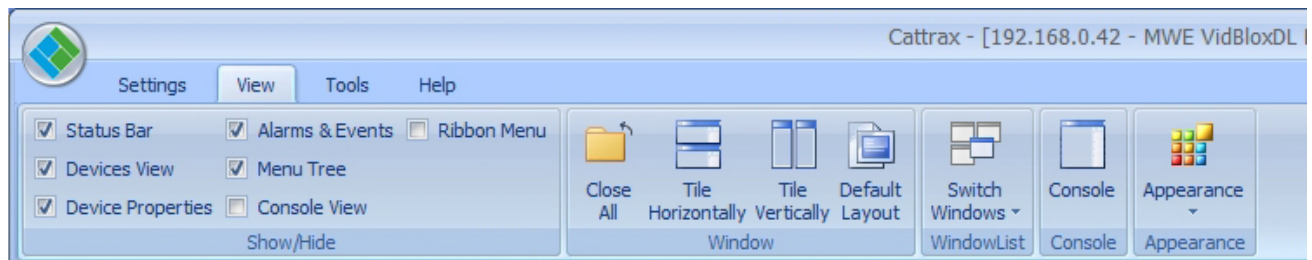 Cattrax - [192.168.0.42 - MWE VidBloxDL
Settings View Tools Help
Status Bar Alarms & Events Ribbon Menu
Devices View Menu Tree
Device Properties Console View
Show/Hide
Close All
Tile Horizontally
Tile Vertically
Default Layout
Window
Switch Windows
WindowList
Console
Console
Appearance
Appearance